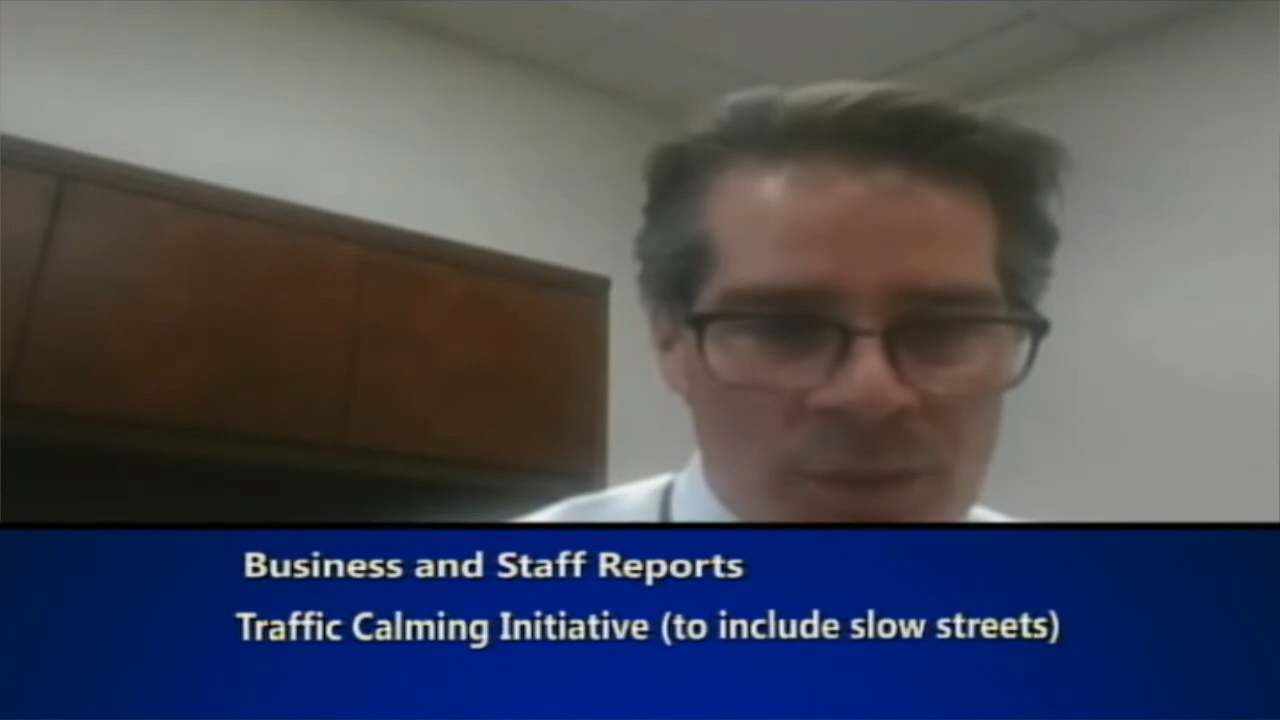 Business and Staff Reports
Traffic Calming Initiative (to include slow streets)